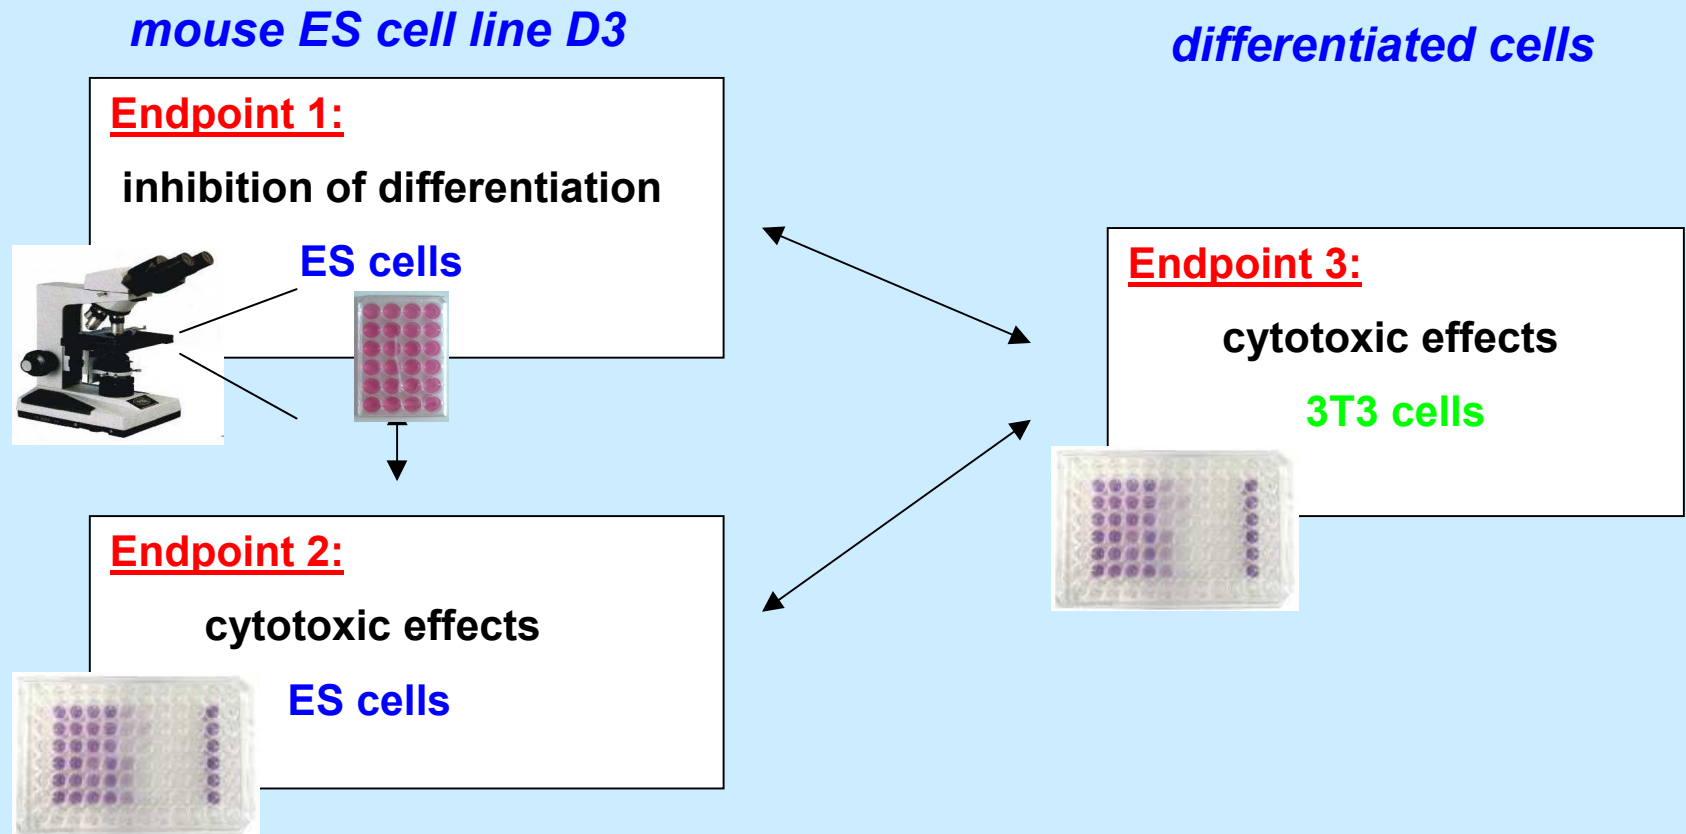 mouse ES cell line D3
differentiated cells
Endpoint 1:
inhibition of differentiation
ES cells
Endpoint 3:
cytotoxic effects
3T3 cells
Endpoint 2:
cytotoxic effects
ES cells